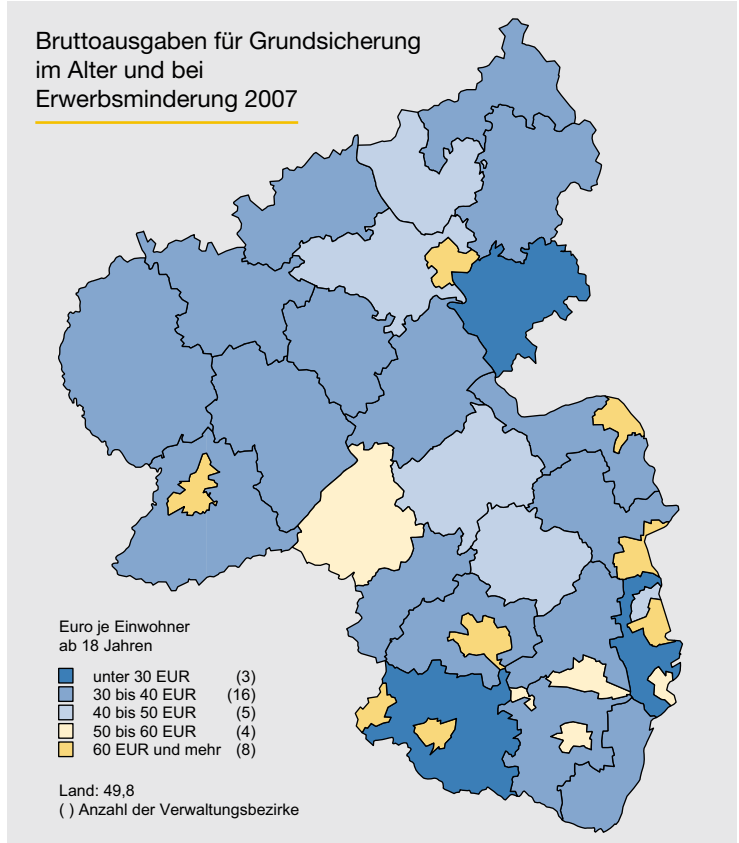 Bruttoausgaben für Grundsicherung
im Alter und bei
Erwerbsminderung 2007
Euro je Einwohner
ab 18 Jahren
unter 30 EUR (3)
30 bis 40 EUR (16)
40 bis 50 EUR (5)
50 bis 60 EUR (4)
60 EUR und mehr (8)
Land: 49,8
( ) Anzahl der Verwaltungsbezirke